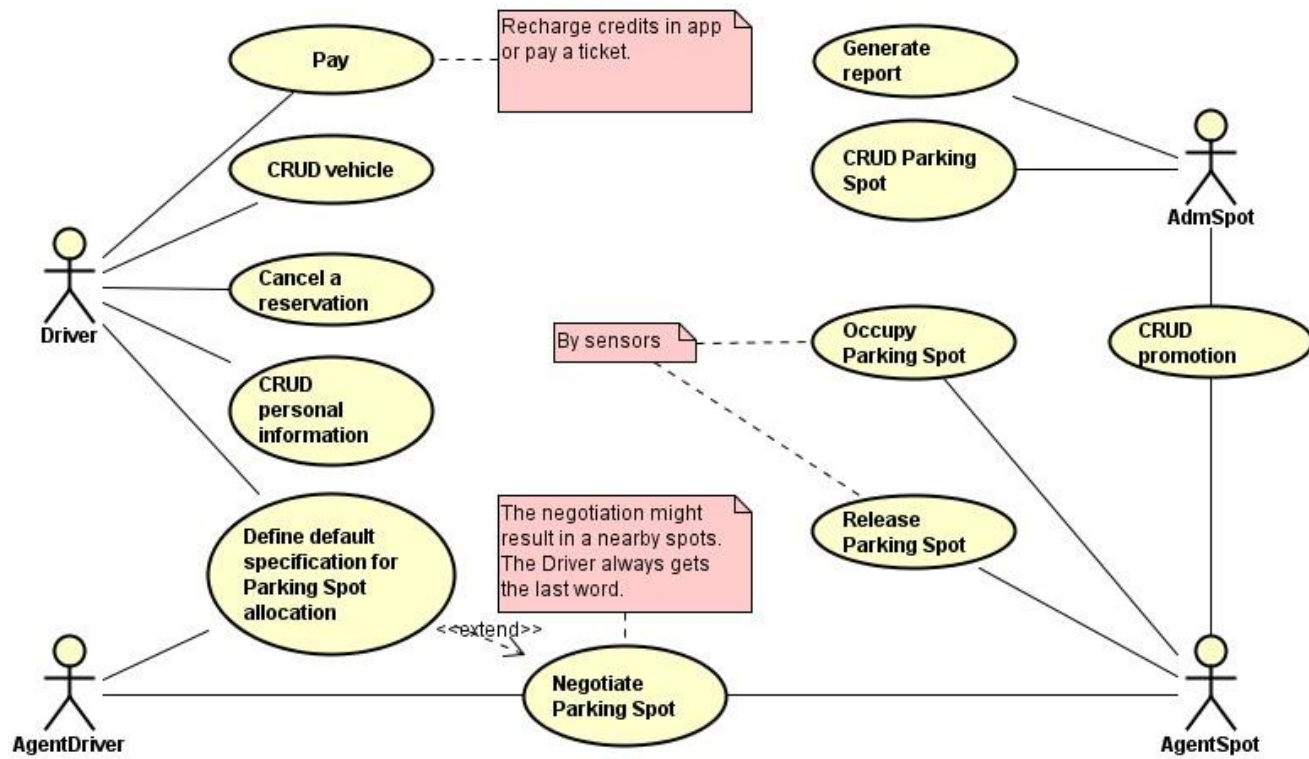 Pay
Recharge credits in app
or pay a ticket.
Generate
report
CRUD vehicle
CRUD Parking
Spot
AdmSpot
Cancel a
reservation
Driver
By sensors
Occupy
Parking Spot
CRUD
promotion
CRUD
personal
information
Define default
specification for
Parking Spot
allocation
The negotiation might
result in a nearby spots.
The Driver always gets
the last word.
Release
Parking Spot
<<extend>>
Negotiate
Parking Spot
AgentDriver
AgentSpot